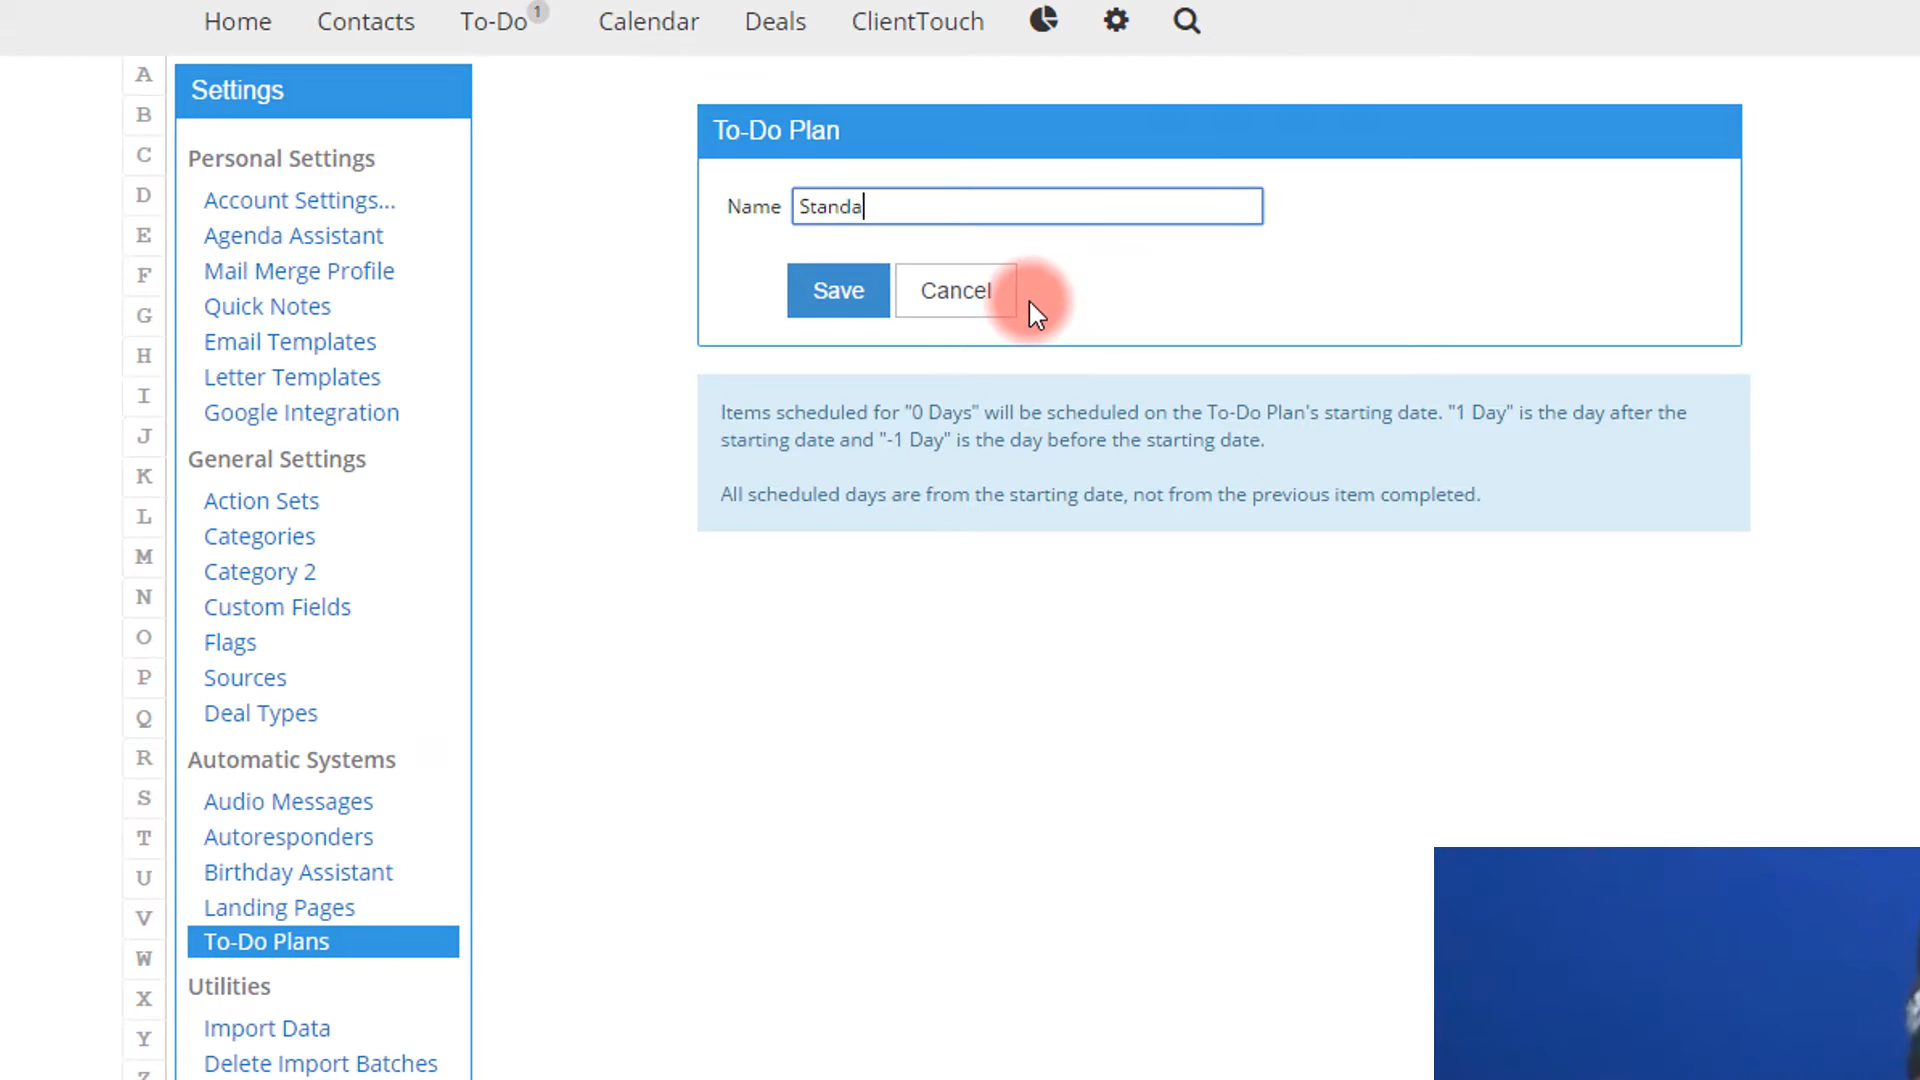 Home Contacts To-Do 1 Calendar Deals ClientTouch
A
B
C
D
E
F
G
H
I
J
K
L
M
N
O
P
Q
R
S
T
U
V
W
X
Y
Z
Settings
Personal Settings
Account Settings...
Agenda Assistant
Mail Merge Profile
Quick Notes
Email Templates
Letter Templates
Google Integration
General Settings
Action Sets
Categories
Category 2
Custom Fields
Flags
Sources
Deal Types
Automatic Systems
Audio Messages
Autoresponders
Birthday Assistant
Landing Pages
To-Do Plans
Utilities
Import Data
Delete Import Batches
To-Do Plan
Name Standa
Save Cancel
Items scheduled for "0 Days" will be scheduled on the To-Do Plan's starting date. "1 Day" is the day after the
starting date and "-1 Day" is the day before the starting date.
All scheduled days are from the starting date, not from the previous item completed.